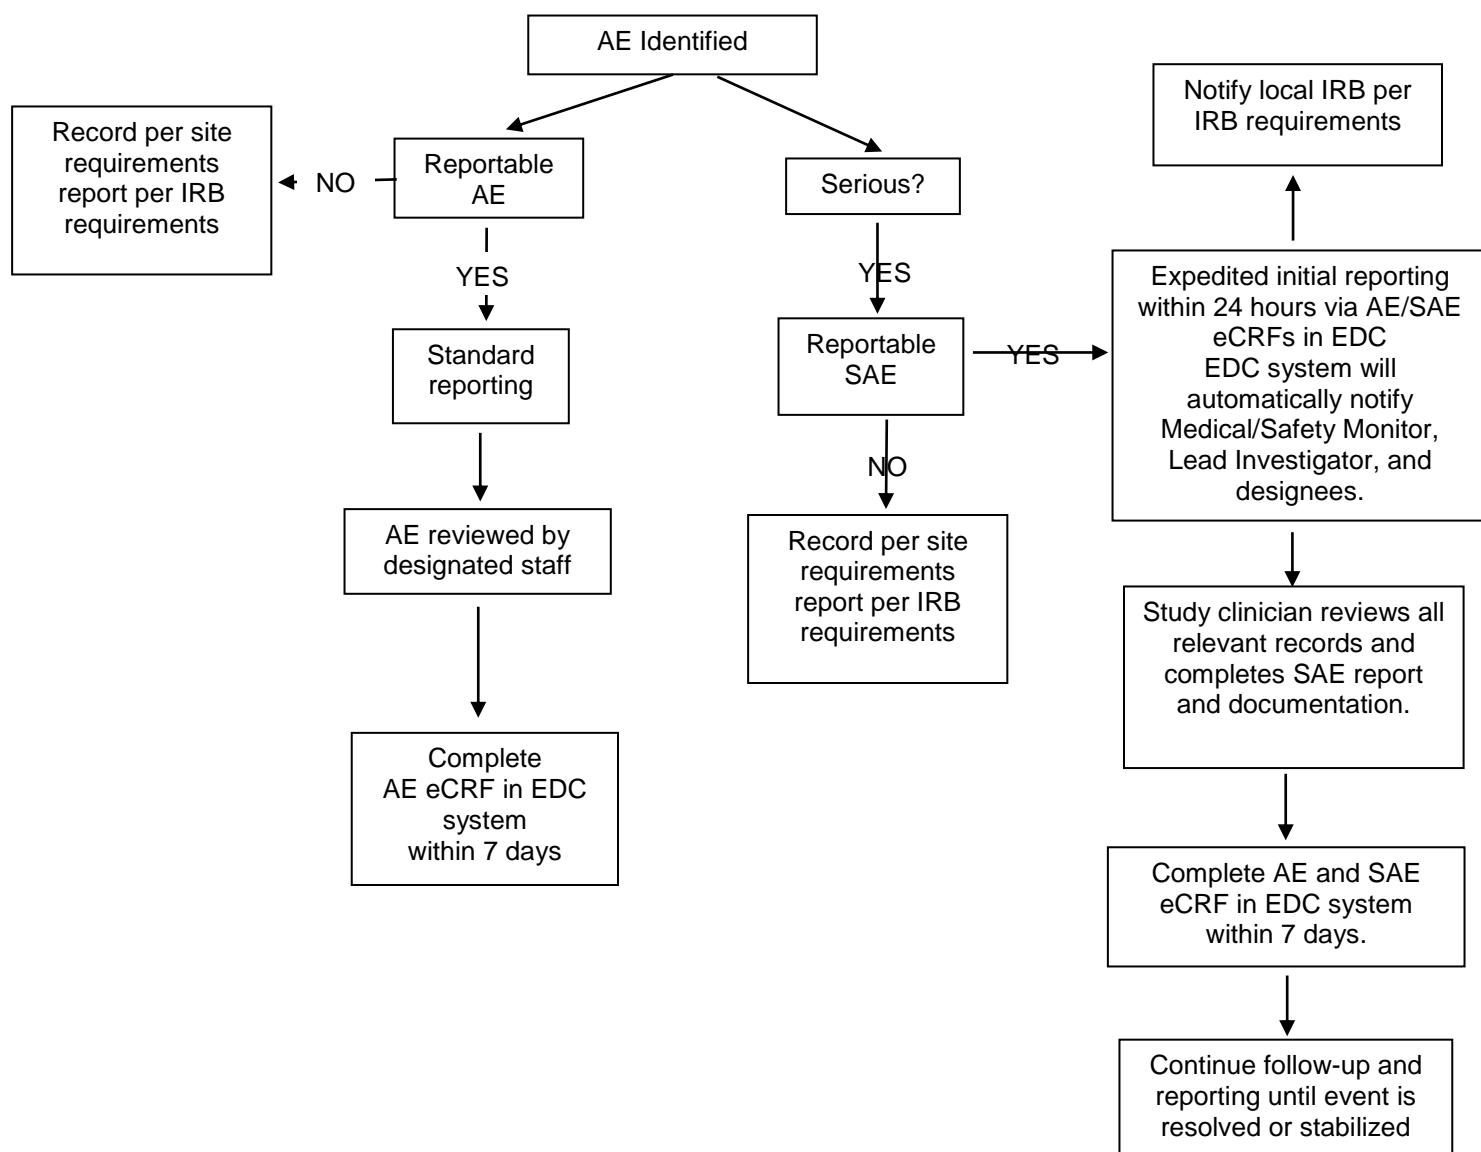 AE Identified
Notify local IRB per
IRB requirements
Record per site
requirements
report per IRB
requirements
NO
Reportable
AE
Serious?
YES
YES
Expedited initial reporting
within 24 hours via AE/SAE
eCRFs in EDC
EDC system will
automatically notify
Medical/Safety Monitor,
Lead Investigator, and
designees.
Standard
reporting
Reportable
SAE
YES
NO
AE reviewed by
designated staff
Record per site
requirements
report per IRB
requirements
Study clinician reviews all
relevant records and
completes SAE report
and documentation.
Complete
AE eCRF in EDC
system
within 7 days
Complete AE and SAE
eCRF in EDC system
within 7 days.
Continue follow-up and
reporting until event is
resolved or stabilized